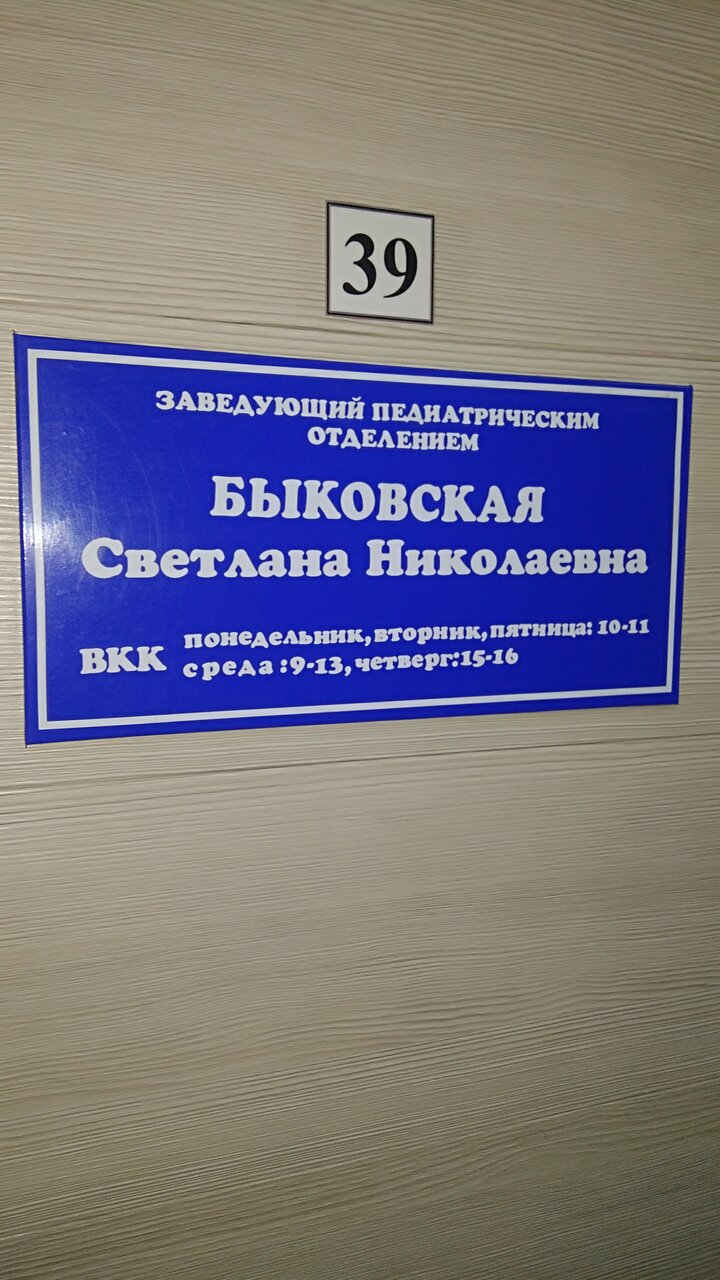 39
ЗАВЕДУЮЩИЙ ПЕДИАТРИЧЕСКИМ
ОТДЕЛЕНИЕМ
БЫКОВСКАЯ
Светлана Николаевна
ВКК понедельник, вторник, пятница: 10-11
среда :9-13, четверг:15-16